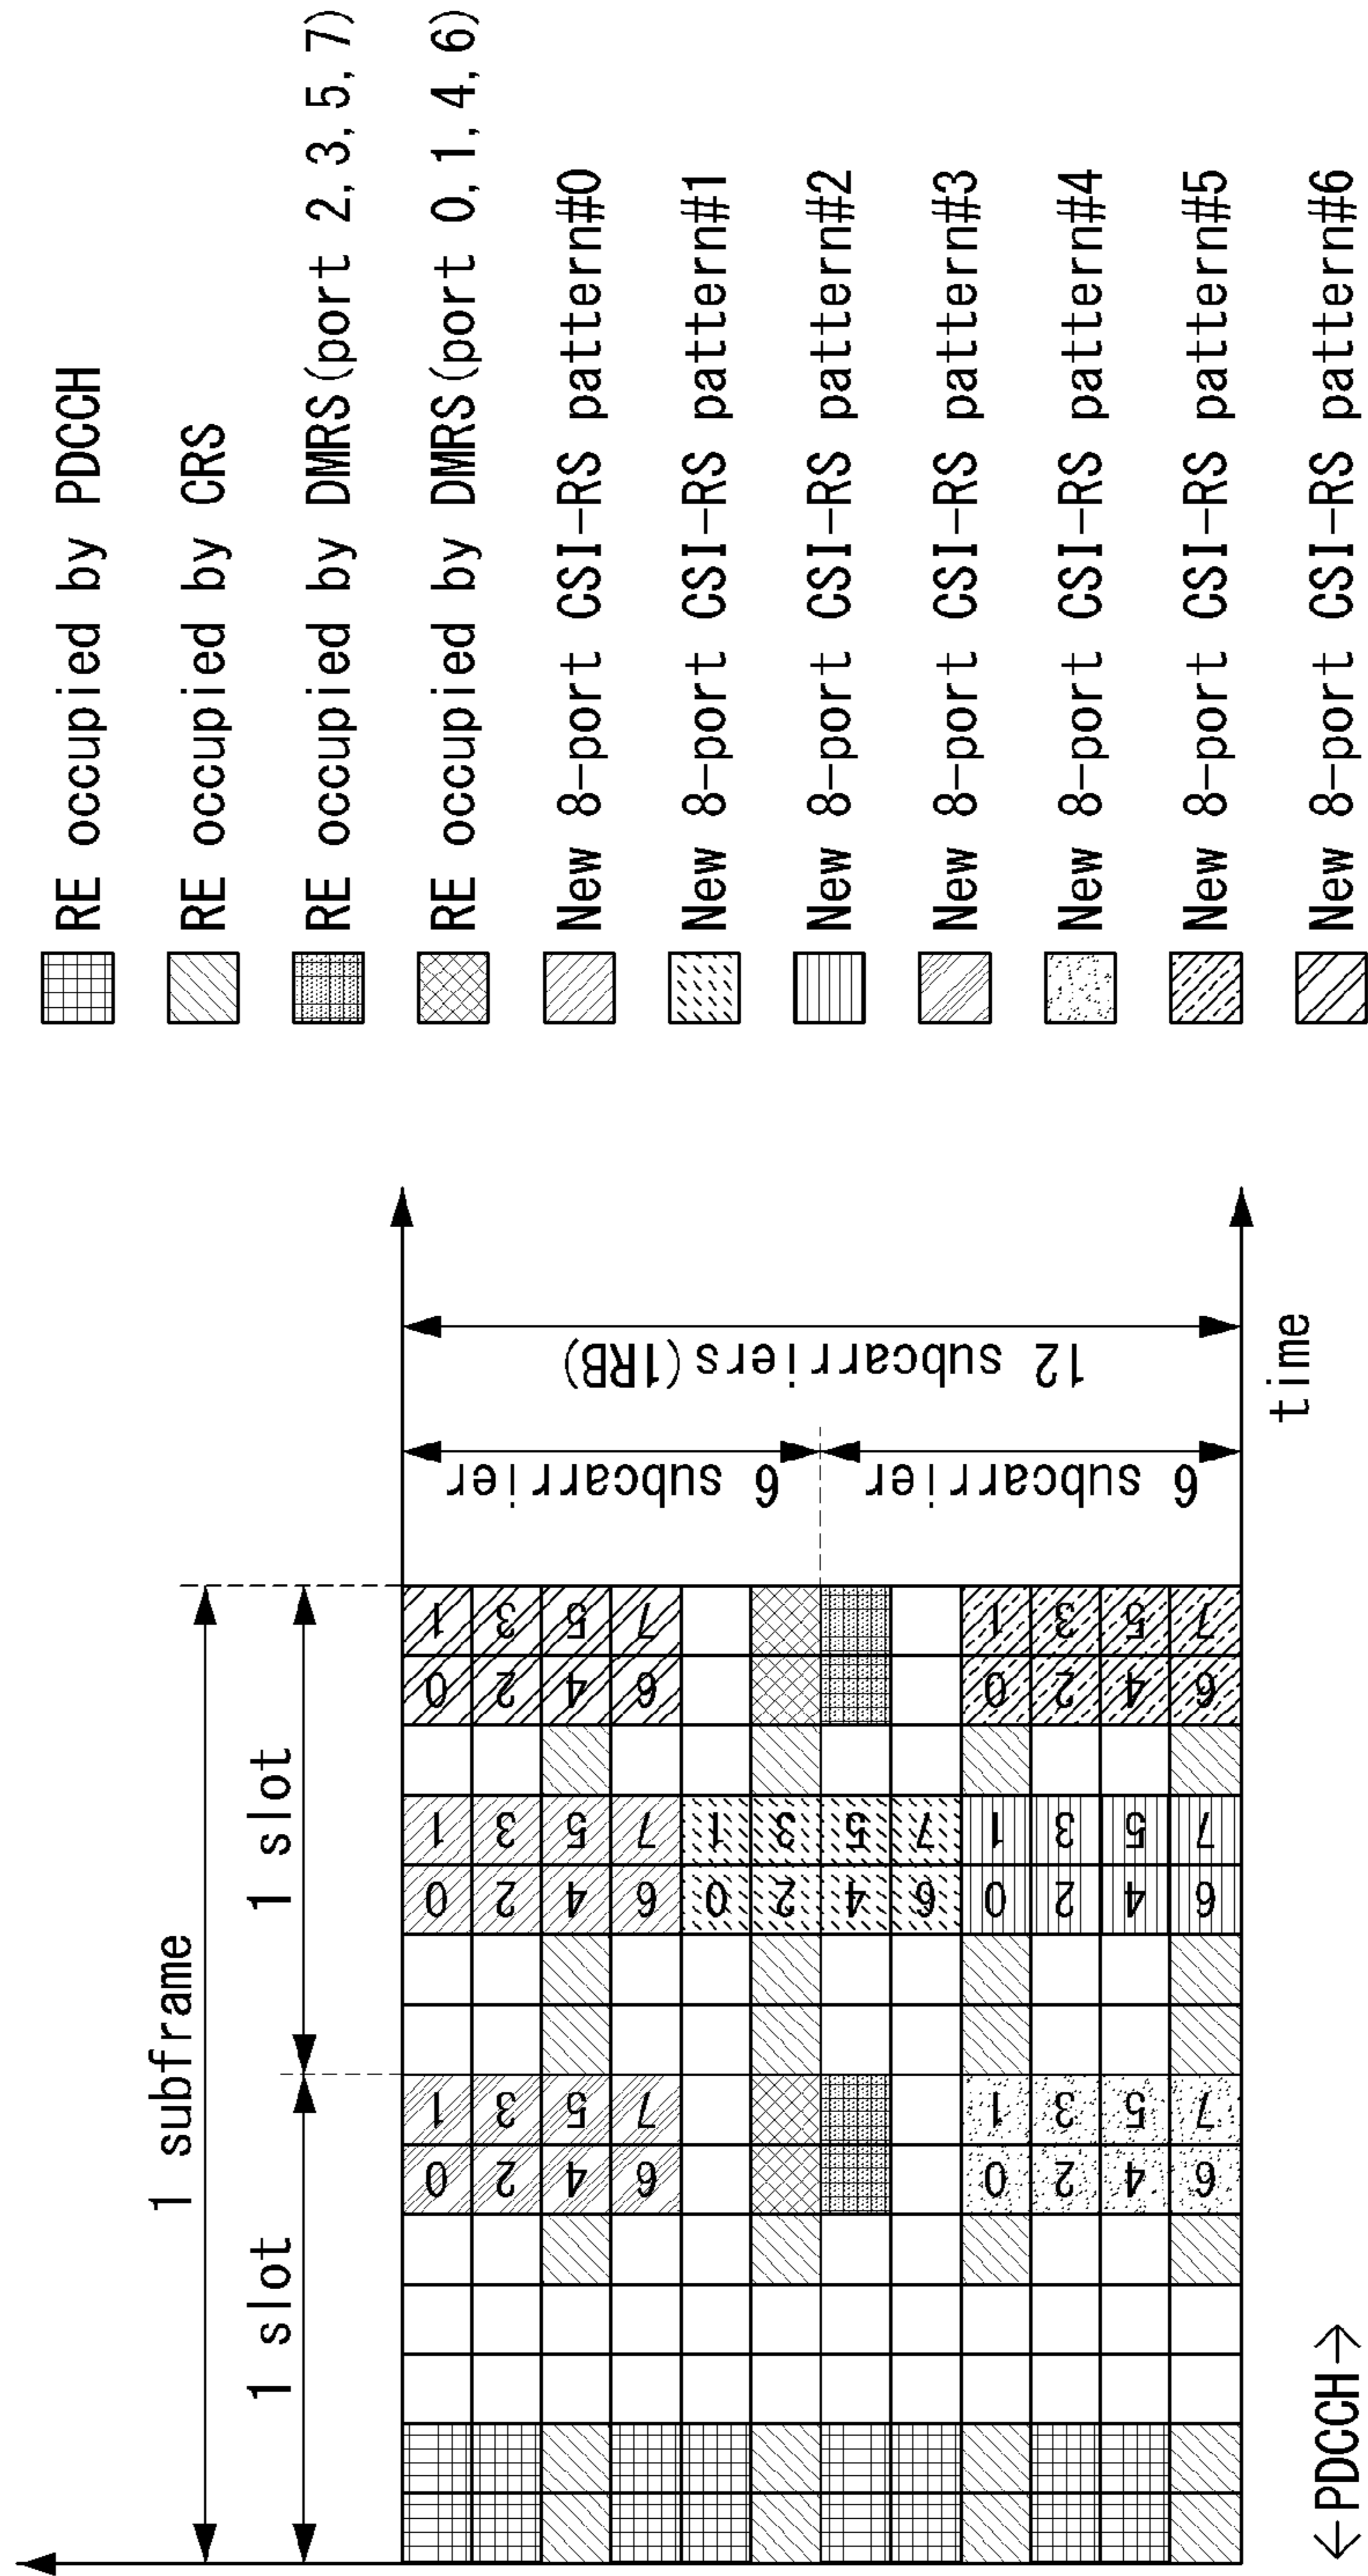 1 subframe
1 slot
1 slot
0 1 0 1 0 1
2 3 2 3 2 3
4 5 4 5 4 5
6 7 6 7 6 7
0 1
2 3
4 5
6 7
0 1 0 1 0 1
2 3 2 3 2 3
4 5 4 5 4 5
6 7 6 7 6 7
6 subcarrier
6 subcarrier
12 subcarriers(1RB)
time
←PDCCH→
RE occupied by PDCCH
RE occupied by CRS
RE occupied by DMRS(port 2,3,5,7)
RE occupied by DMRS(port 0,1,4,6)
New 8-port CSI-RS pattern#0
New 8-port CSI-RS pattern#1
New 8-port CSI-RS pattern#2
New 8-port CSI-RS pattern#3
New 8-port CSI-RS pattern#4
New 8-port CSI-RS pattern#5
New 8-port CSI-RS pattern#6